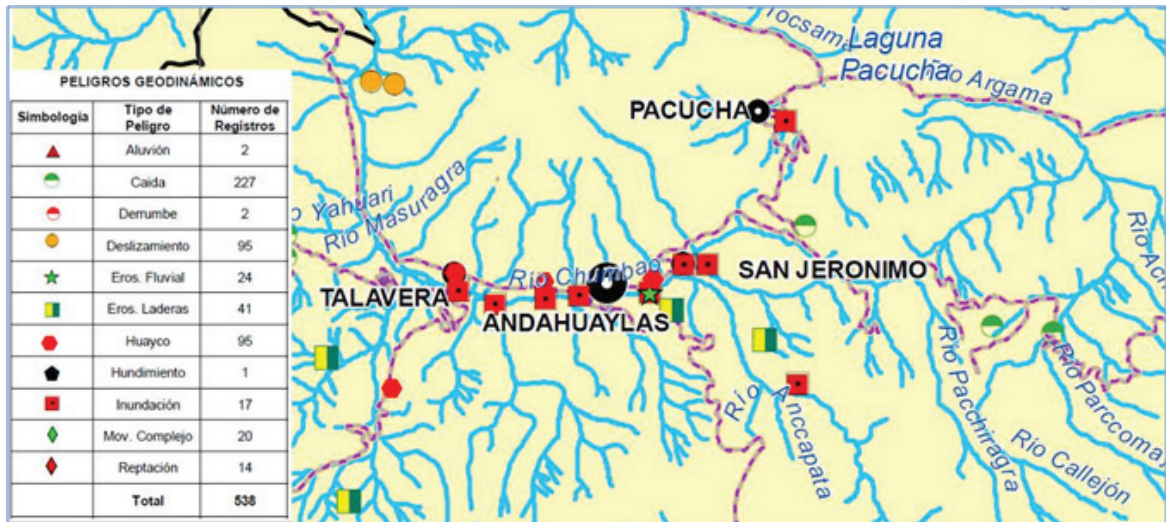 PELIGROS GEODINÁMICOS
Simbología Tipo de Peligro Número de Registros
Aluvión 2
Caida 227
Derrumbe 2
Deslizamiento 95
Eros. Fluvial 24
Eros. Laderas 41
Huayco 95
Hundimiento 1
Inundación 17
Mov. Complejo 20
Reptación 14
Total 538
Tocsama
Laguna
Pacucha
Río Argama
PACUCHA
Yahuari
Río Masuragra
Río Chumbao
TALAVERA
ANDAHUAYLAS
SAN JERONIMO
Río Anccapata
Río Pacchiragra
Río Parccoma
Río Callejón
Río